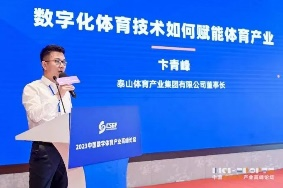 数字化体育技术如何赋能体育产业
卞青峰
泰山体育产业集团有限公司董事长
2023中国数字体育产业高峰论坛